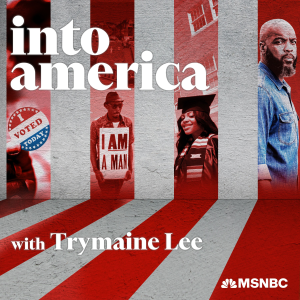 into
america
I
VOTED
TODAY
I AM
A MAN
with Trymaine Lee
MSNBC